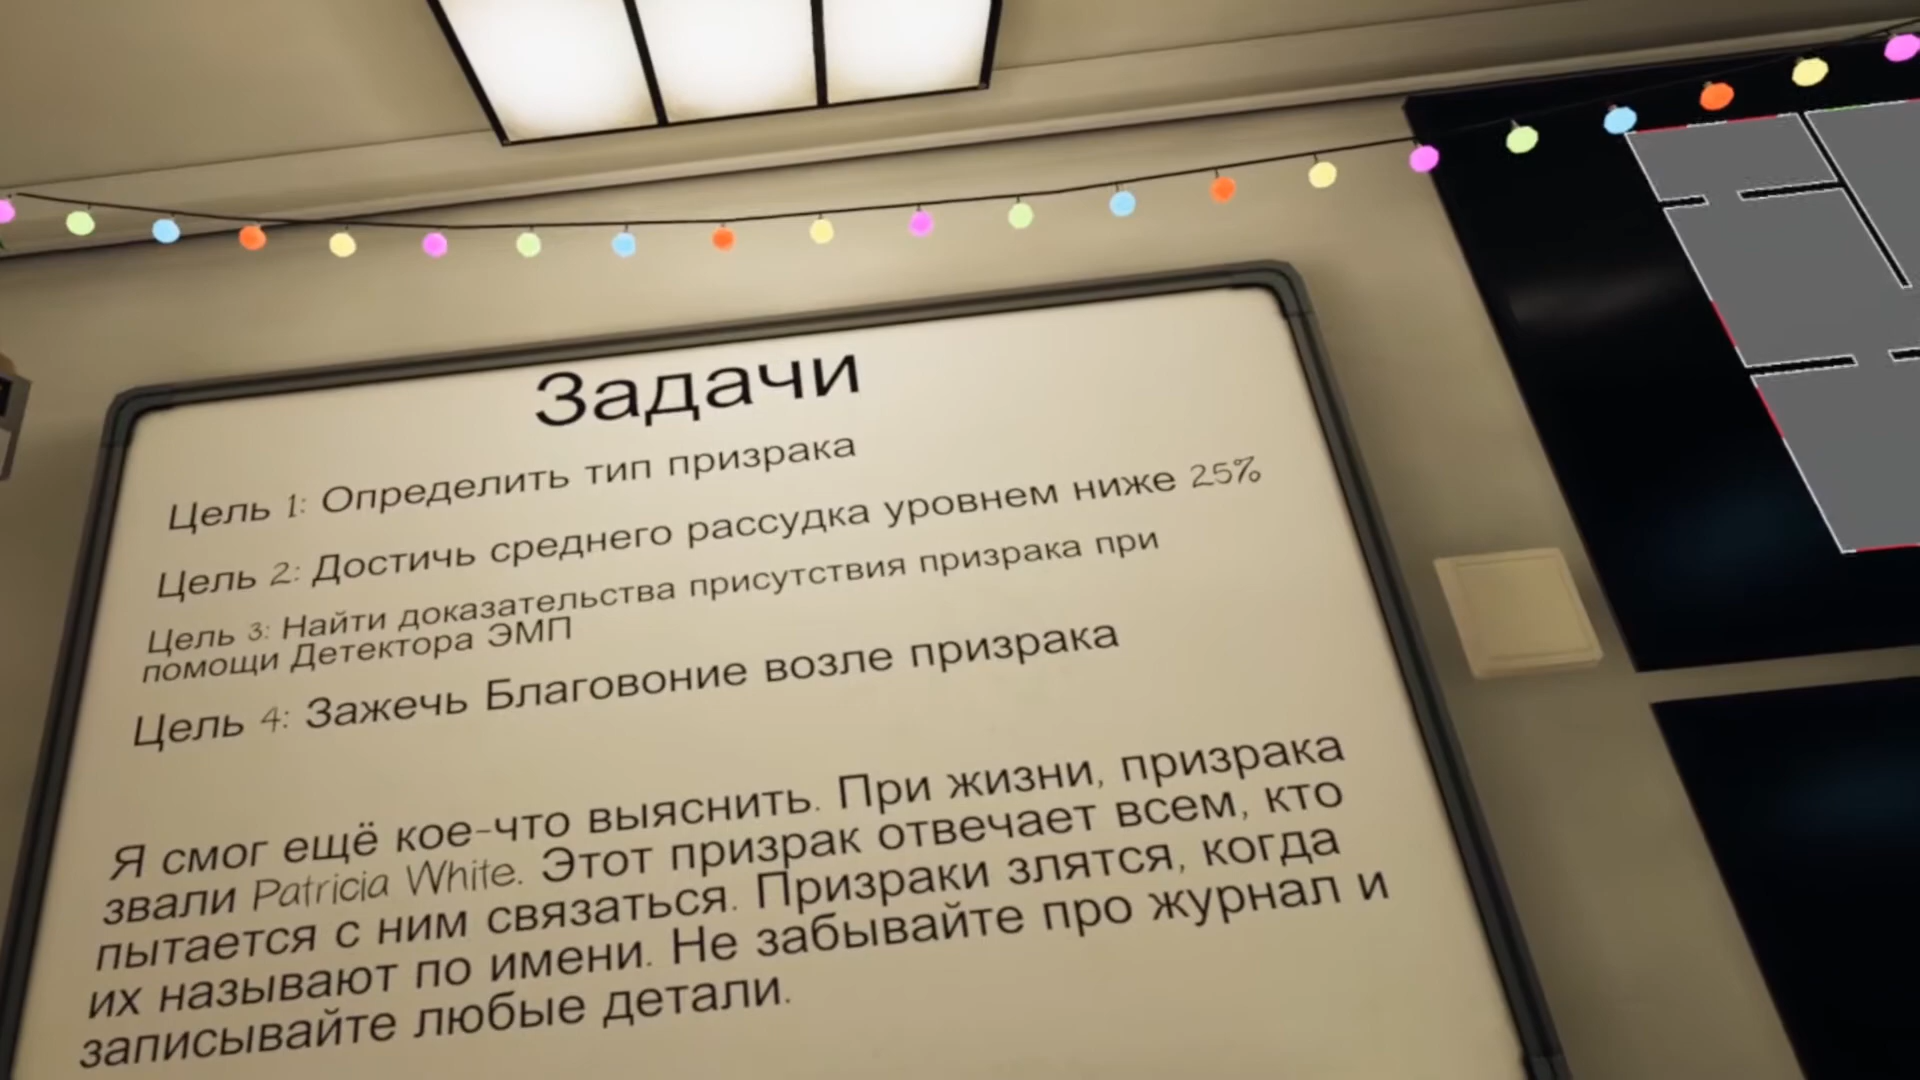 Задачи
Цель 1: Определить тип призрака
Цель 2: Достичь среднего рассудка уровнем ниже 25%
Цель 3: Найти доказательства присутствия призрака при
помощи Детектора ЭМП
Цель 4: Зажечь Благовоние возле призрака
Я смог ещё кое-что выяснить. При жизни, призрака
звали Patricia White. Этот призрак отвечает всем, кто
пытается с ним связаться. Призраки злятся, когда
их называют по имени. Не забывайте про журнал и
записывайте любые детали.